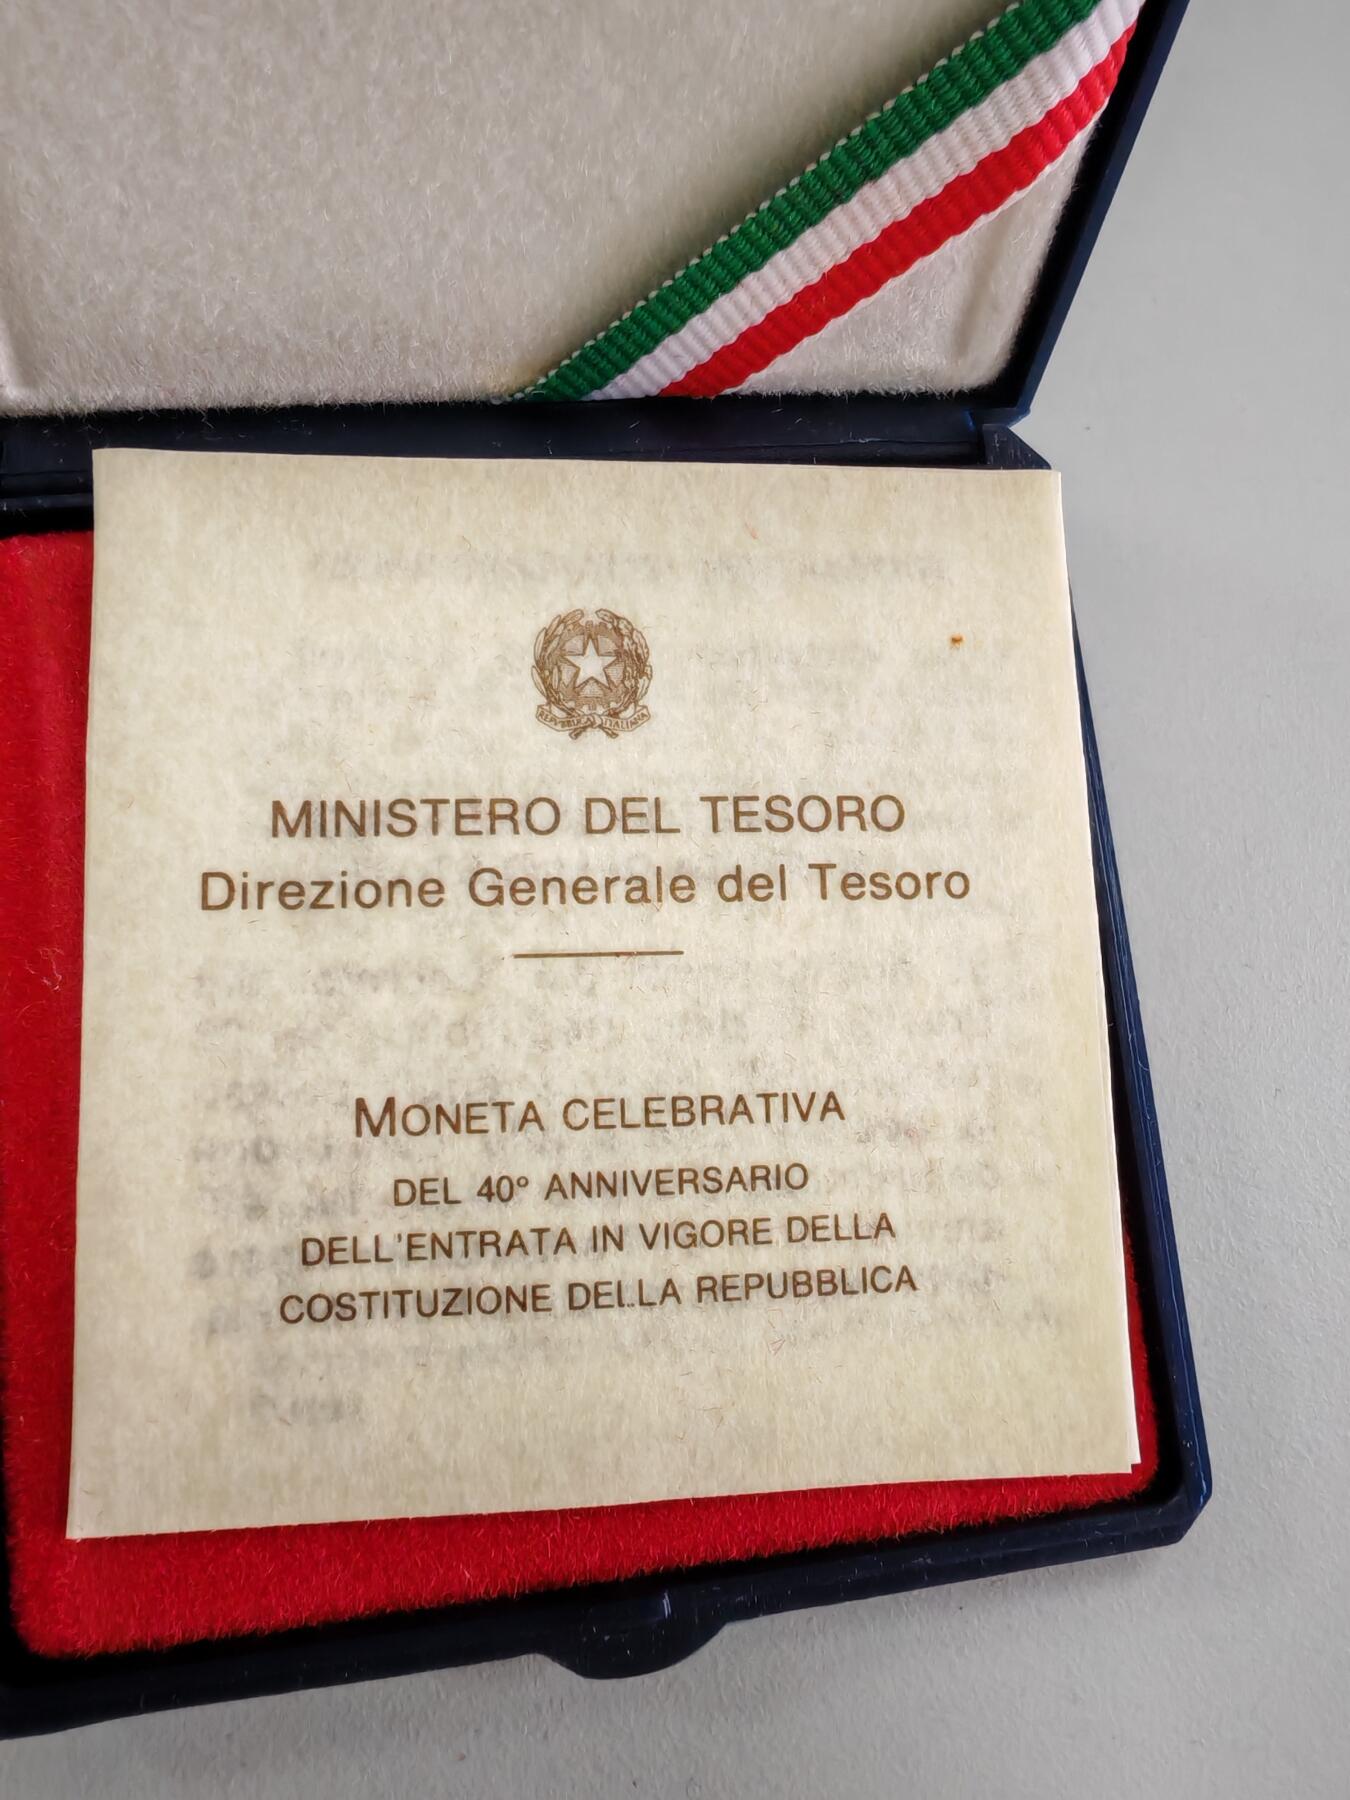 REPVBBLICA ITALIANA
MINISTERO DEL TESORO
Direzione Generale del Tesoro
MONETA CELEBRATIVA
DEL 40° ANNIVERSARIO
DELL'ENTRATA IN VIGORE DELLA
COSTITUZIONE DELLA REPUBBLICA